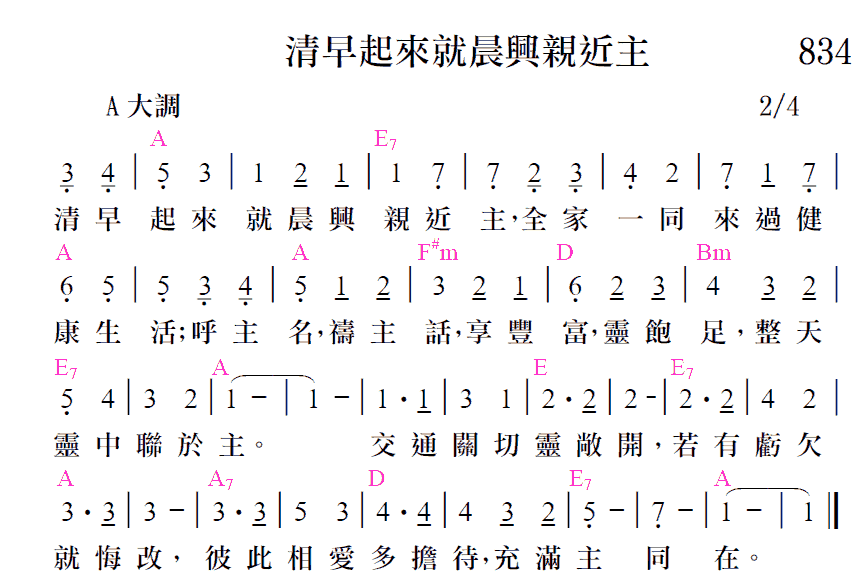 清早起來就晨興親近主 834
A 大調 2/4
A E7
3 4 | 5 3 | 1 2 1 | 1 7 | 7 2 3 | 4 2 | 7 1 7 |
清早起來就晨興親近主,全家一同來過健
A A F#m D Bm
6 5 | 5 3 4 | 5 1 2 | 3 2 1 | 6 2 3 | 4 3 2 |
康生活;呼主名,禱主話,享豐富,靈飽足,整天
E7 A E E7
5 4 | 3 2 | 1 - | 1 - | 1 · 1 | 3 1 | 2 · 2 | 2 - | 2 · 2 | 4 2 |
靈中聯於主。 交通關切靈敞開,若有虧欠
A A7 D E7 A
3 · 3 | 3 - | 3 · 3 | 5 3 | 4 · 4 | 4 3 2 | 5 - | 7 - | 1 - | 1 ‖
就悔改,彼此相愛多擔待,充滿主同在。